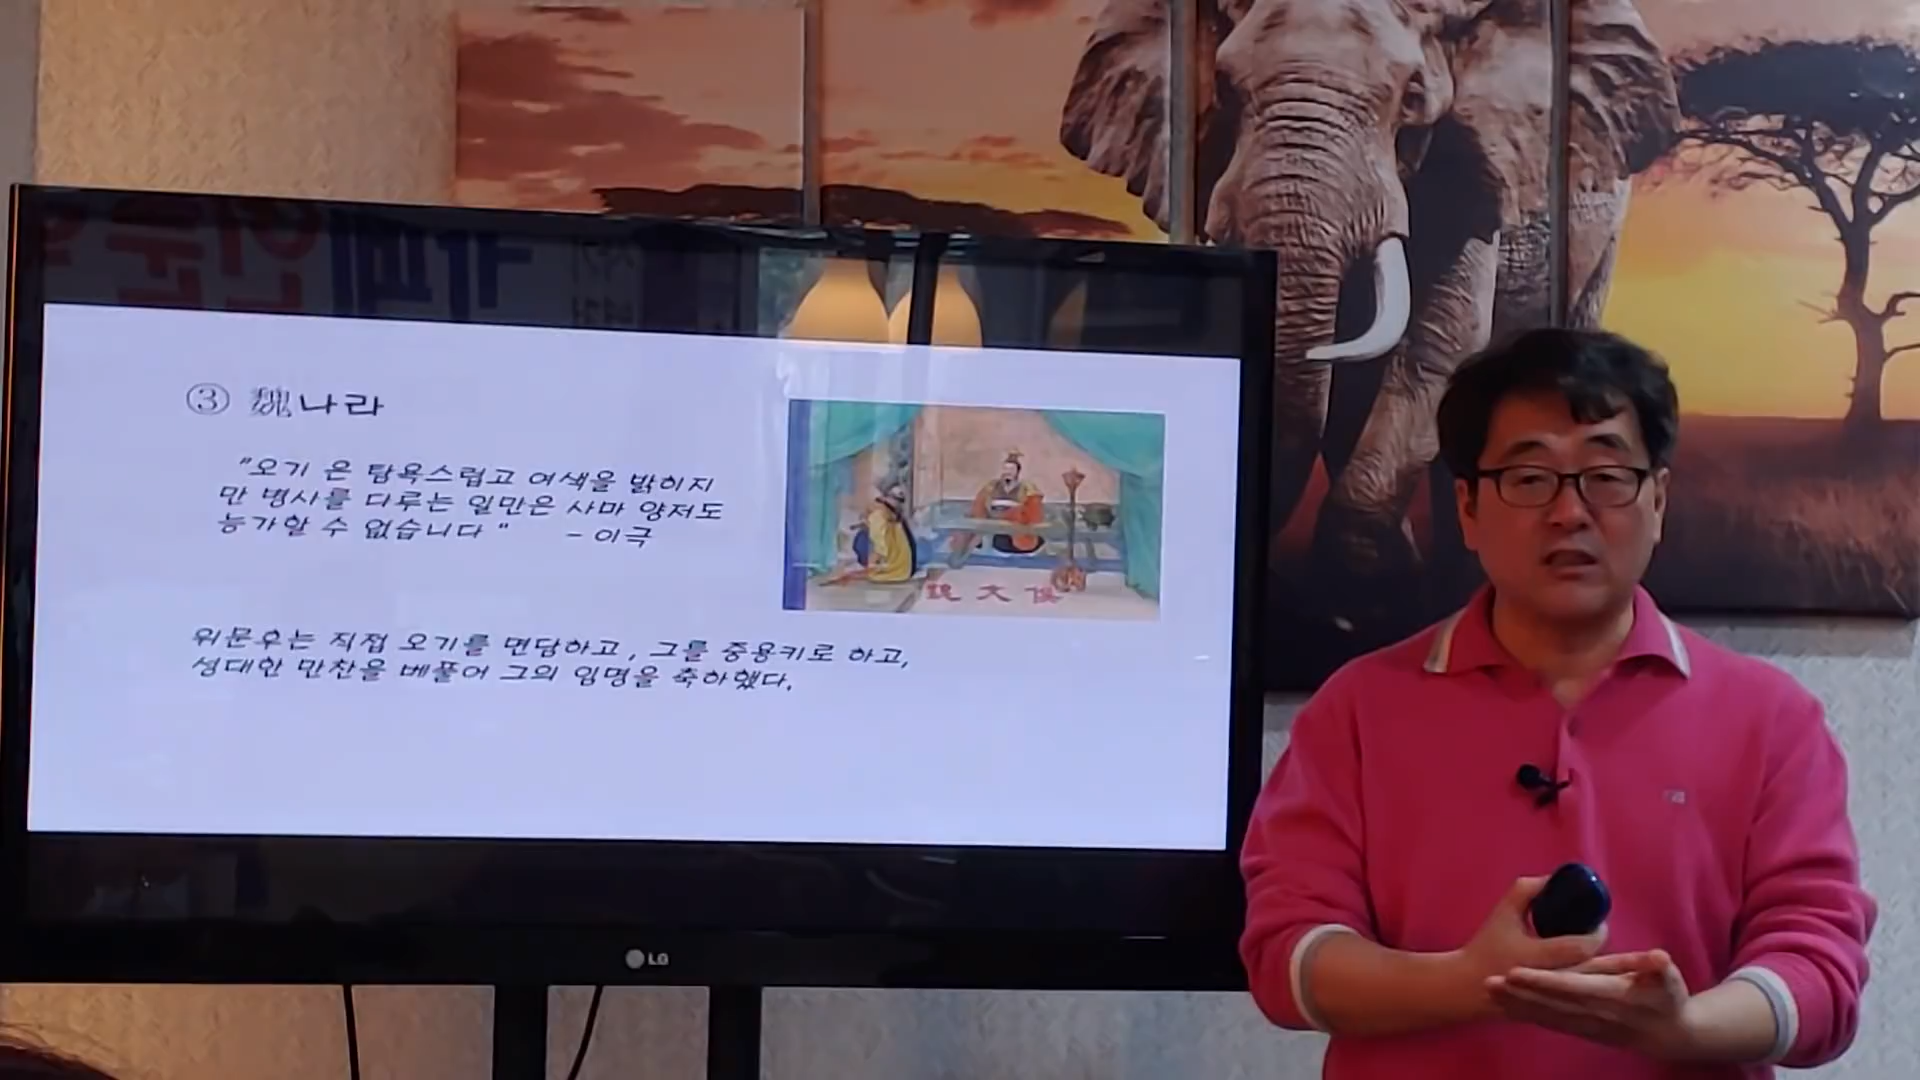 ③ 魏나라
"오기 은 탐욕스럽고 여색을 밝히지
만 병사를 다루는 일만은 사마 양저도
능가할 수 없습니다 " - 이극
魏文侯
위문후는 직접 오기를 면담하고, 그를 중용키로 하고,
성대한 만찬을 베풀어 그의 임명을 축하했다.
LG